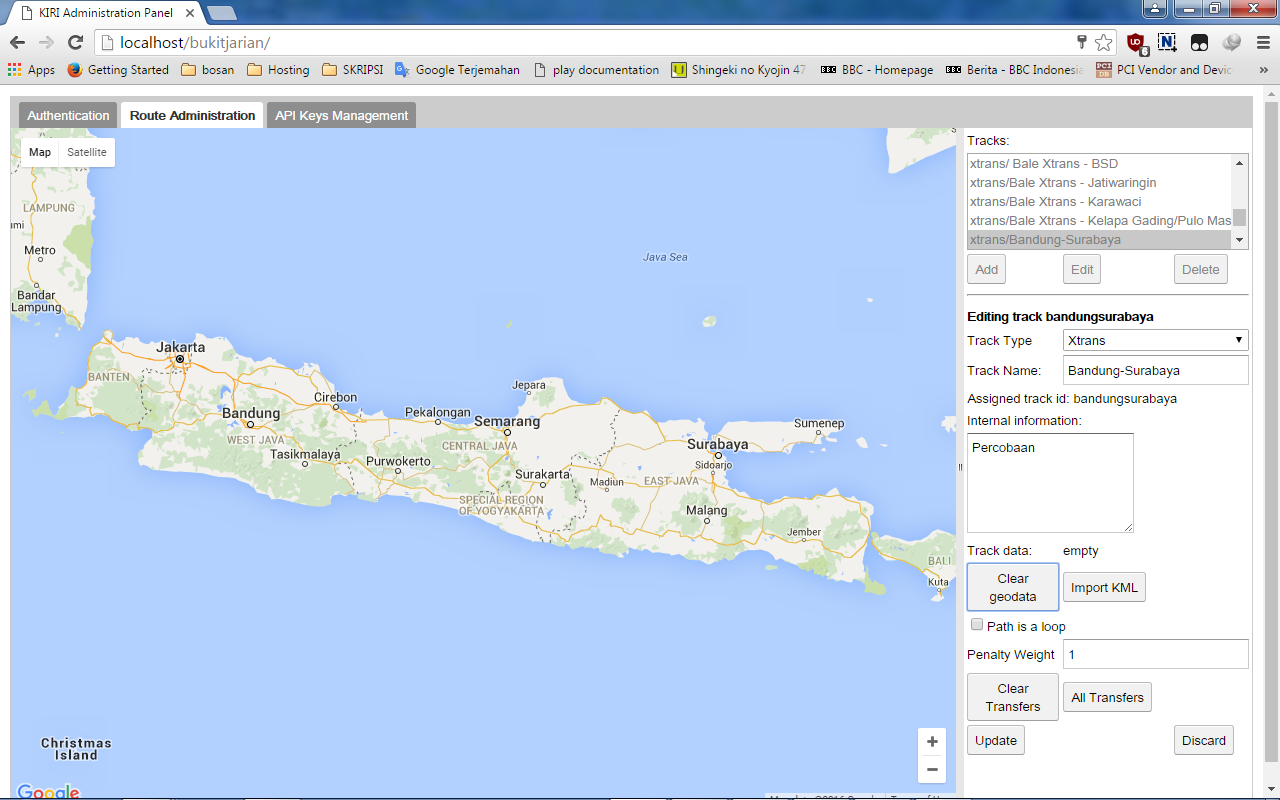 KIRI Administration Panel
localhost/bukitjarian/
6
Apps
Getting Started
bosan
Hosting
SKRIPSI
Google Terjemahan
play documentation
Shingeki no Kyojin 47
BBC - Homepage
Berita - BBC Indonesia
PCI Vendor and Devic
»
Authentication
Route Administration
API Keys Management
Map
Satellite
LAMPUNG
Metro
Bandar
Lampung
Java Sea
Jakarta
BANTEN
Bandung
WEST JAVA
Cirebon
Tasikmalaya
Pekalongan
Purwokerto
Jepara
Semarang
CENTRAL JAVA
Surakarta
SPECIAL REGION
OF YOGYAKARTA
Madiun
Surabaya
Sidoarjo
EAST JAVA
Malang
Sumenep
Jember
BALI
Kuta
Christmas
Island
Google
+
−
Tracks:
xtrans/ Bale Xtrans - BSD
xtrans/Bale Xtrans - Jatiwaringin
xtrans/Bale Xtrans - Karawaci
xtrans/Bale Xtrans - Kelapa Gading/Pulo Mas
xtrans/Bandung-Surabaya
Add
Edit
Delete
Editing track bandungsurabaya
Track Type
Xtrans
Track Name:
Bandung-Surabaya
Assigned track id: bandungsurabaya
Internal information:
Percobaan
Track data:
empty
Clear
geodata
Import KML
Path is a loop
Penalty Weight
1
Clear
Transfers
All Transfers
Update
Discard